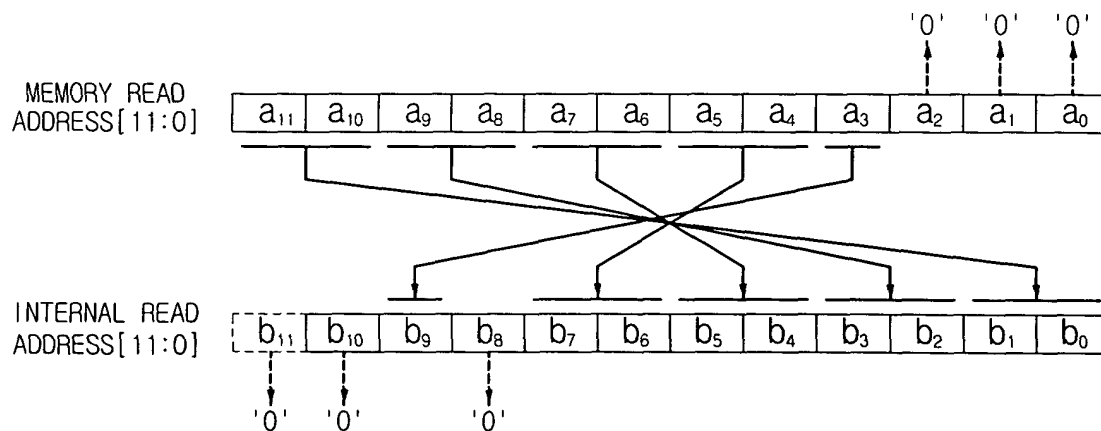 '0' '0' '0'
MEMORY READ
ADDRESS[11:0]
a₁₁ a₁₀ a₉ a₈ a₇ a₆ a₅ a₄ a₃ a₂ a₁ a₀
INTERNAL READ
ADDRESS[11:0]
b₁₁ b₁₀ b₉ b₈ b₇ b₆ b₅ b₄ b₃ b₂ b₁ b₀
'0' '0' '0'